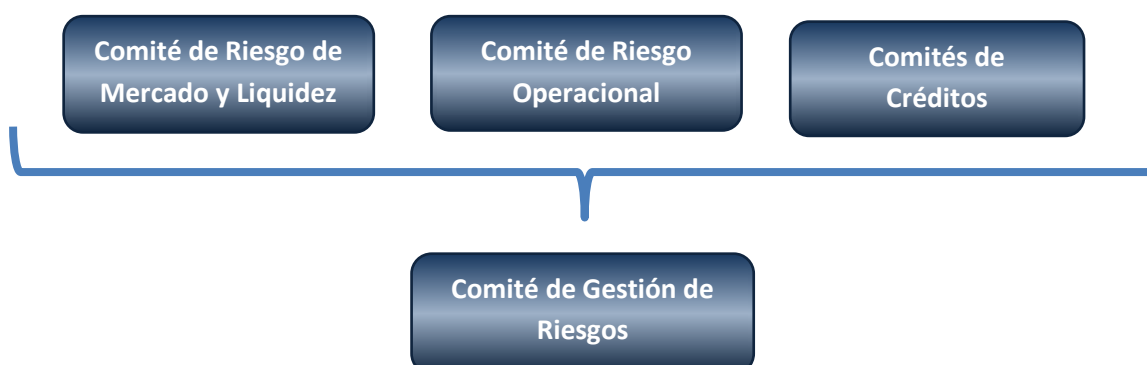 Comité de Riesgo de
Mercado y Liquidez
Comité de Riesgo
Operacional
Comités de
Créditos
Comité de Gestión de
Riesgos